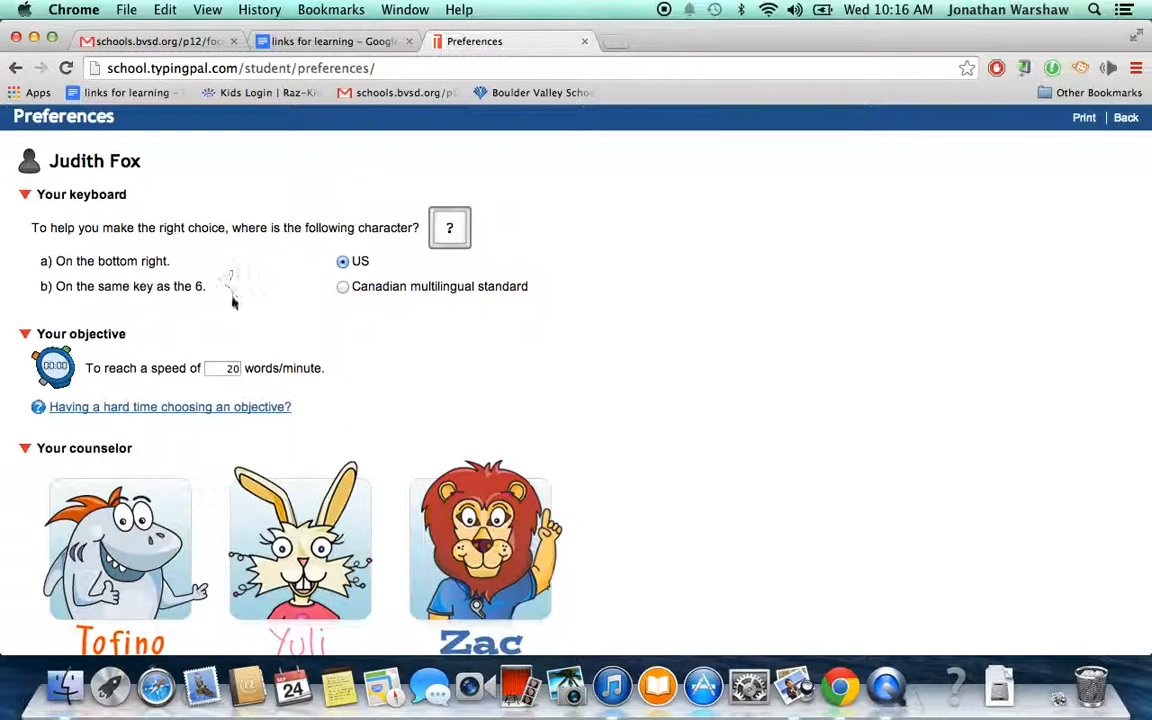 Chrome File Edit View History Bookmarks Window Help Wed 10:16 AM Jonathan Warshaw
schools.bvsd.org/p12/foc links for learning – Google Preferences
school.typingpal.com/student/preferences/
Apps links for learning – Kids Login | Raz-Ki schools.bvsd.org/p Boulder Valley Scho Other Bookmarks
Preferences Print | Back
Judith Fox
Your keyboard
To help you make the right choice, where is the following character? ?
a) On the bottom right. US
b) On the same key as the 6. Canadian multilingual standard
Your objective
00:00 To reach a speed of 20 words/minute.
? Having a hard time choosing an objective?
Your counselor
Tofino Yuli Zac
SEP
24